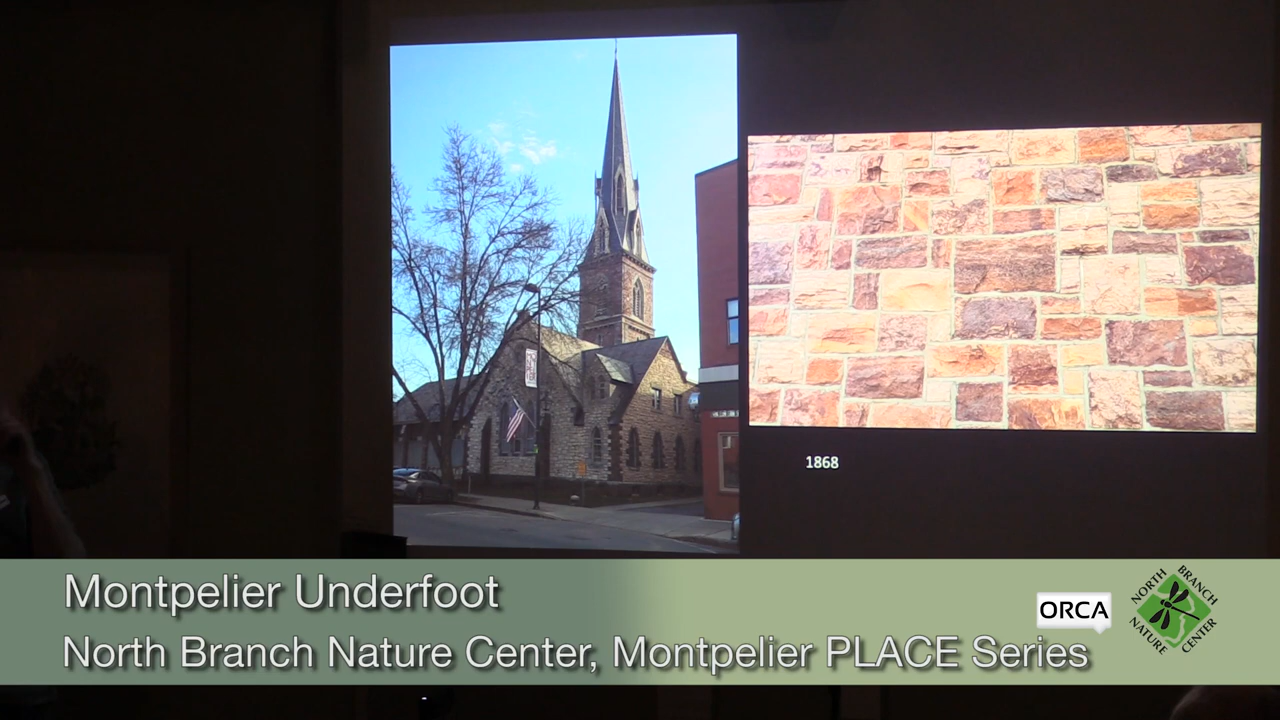 1868
Montpelier Underfoot
North Branch Nature Center, Montpelier PLACE Series
ORCA
NORTH BRANCH
NATURE CENTER